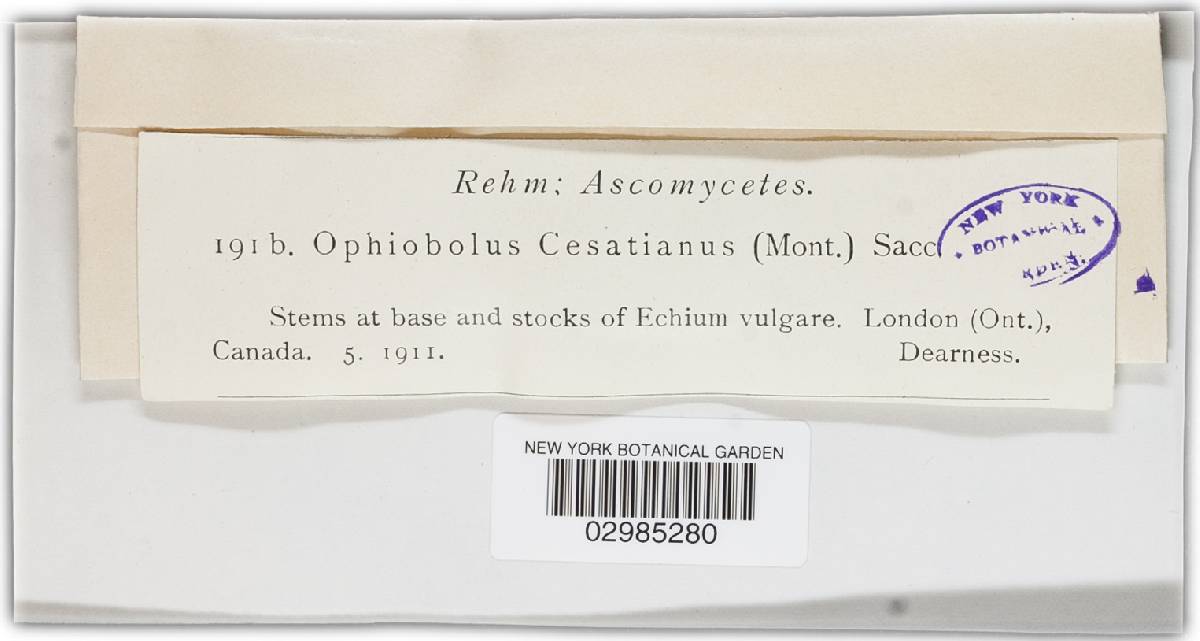 Rehm: Ascomycetes.
191b. Ophiobolus Cesatianus (Mont.) Sacc
NEW YORK
BOTANICAL
Stems at base and stocks of Echium vulgare. London (Ont.),
Canada. 5. 1911. Dearness.
NEW YORK BOTANICAL GARDEN
02985280